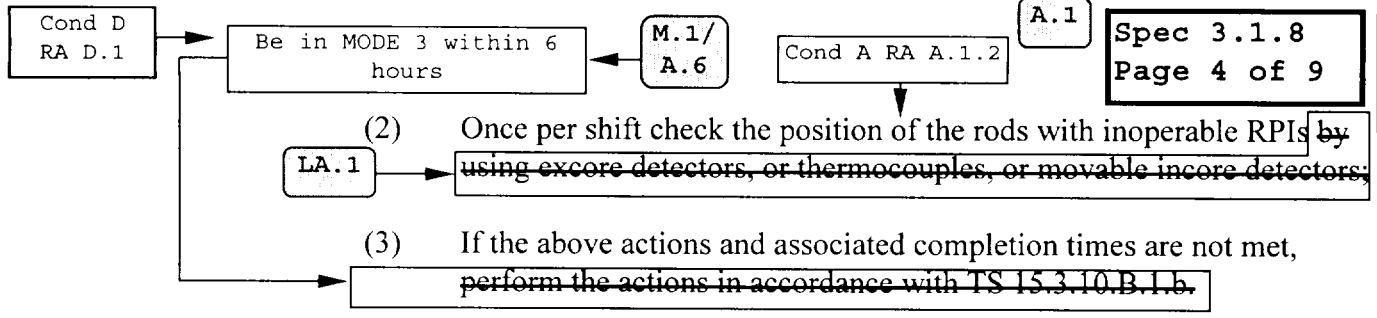 Cond D
RA D.1
Be in MODE 3 within 6
hours
M.1/
A.6
Cond A RA A.1.2
A.1
Spec 3.1.8
Page 4 of 9
(2) Once per shift check the position of the rods with inoperable RPIs by
LA.1
using excore detectors, or thermocouples, or movable incore detectors;
(3) If the above actions and associated completion times are not met,
perform the actions in accordance with TS 15.3.10.B.1.b.